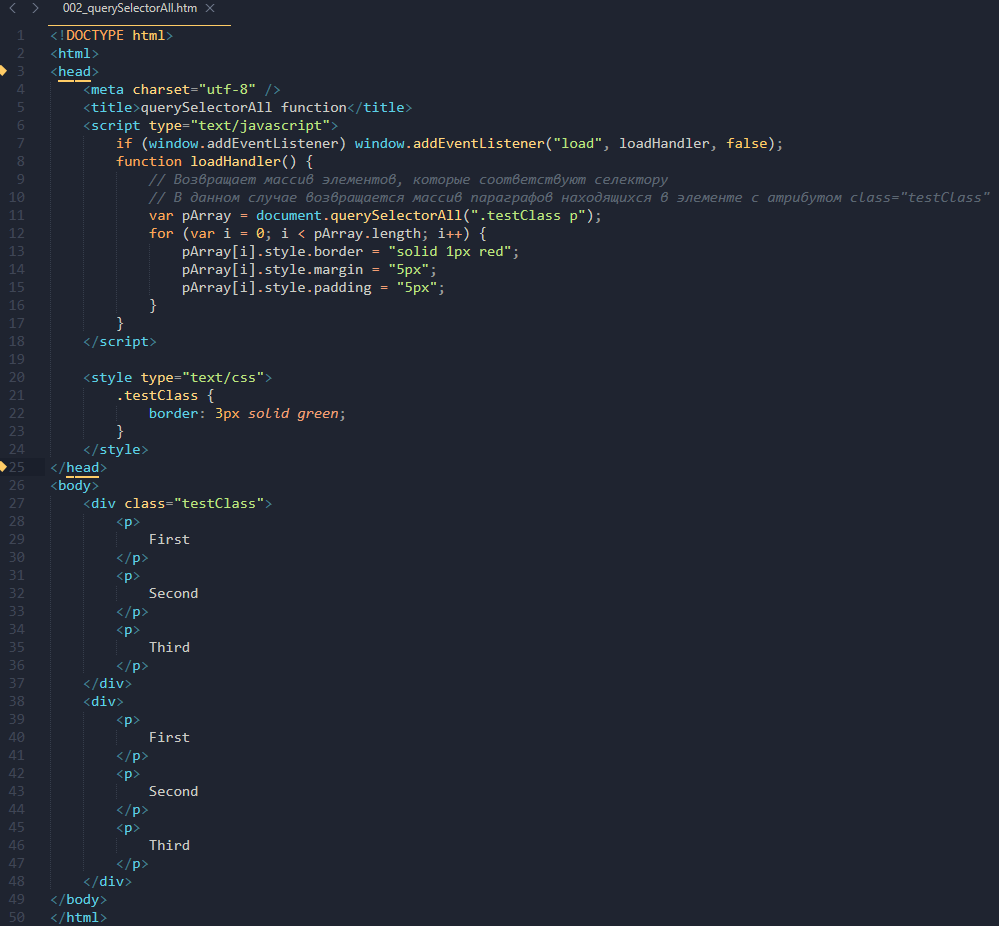 002_querySelectorAll.htm
1 <!DOCTYPE html>
2 <html>
3 <head>
4     <meta charset="utf-8" />
5     <title>querySelectorAll function</title>
6     <script type="text/javascript">
7         if (window.addEventListener) window.addEventListener("load", loadHandler, false);
8         function loadHandler() {
9             // Возвращает массив элементов, которые соответствуют селектору
10             // В данном случае возвращается массив параграфов находящихся в элементе с атрибутом class="testClass"
11             var pArray = document.querySelectorAll(".testClass p");
12             for (var i = 0; i < pArray.length; i++) {
13                 pArray[i].style.border = "solid 1px red";
14                 pArray[i].style.margin = "5px";
15                 pArray[i].style.padding = "5px";
16             }
17         }
18     </script>
19
20     <style type="text/css">
21         .testClass {
22             border: 3px solid green;
23         }
24     </style>
25 </head>
26 <body>
27     <div class="testClass">
28         <p>
29             First
30         </p>
31         <p>
32             Second
33         </p>
34         <p>
35             Third
36         </p>
37     </div>
38     <div>
39         <p>
40             First
41         </p>
42         <p>
43             Second
44         </p>
45         <p>
46             Third
47         </p>
48     </div>
49 </body>
50 </html>